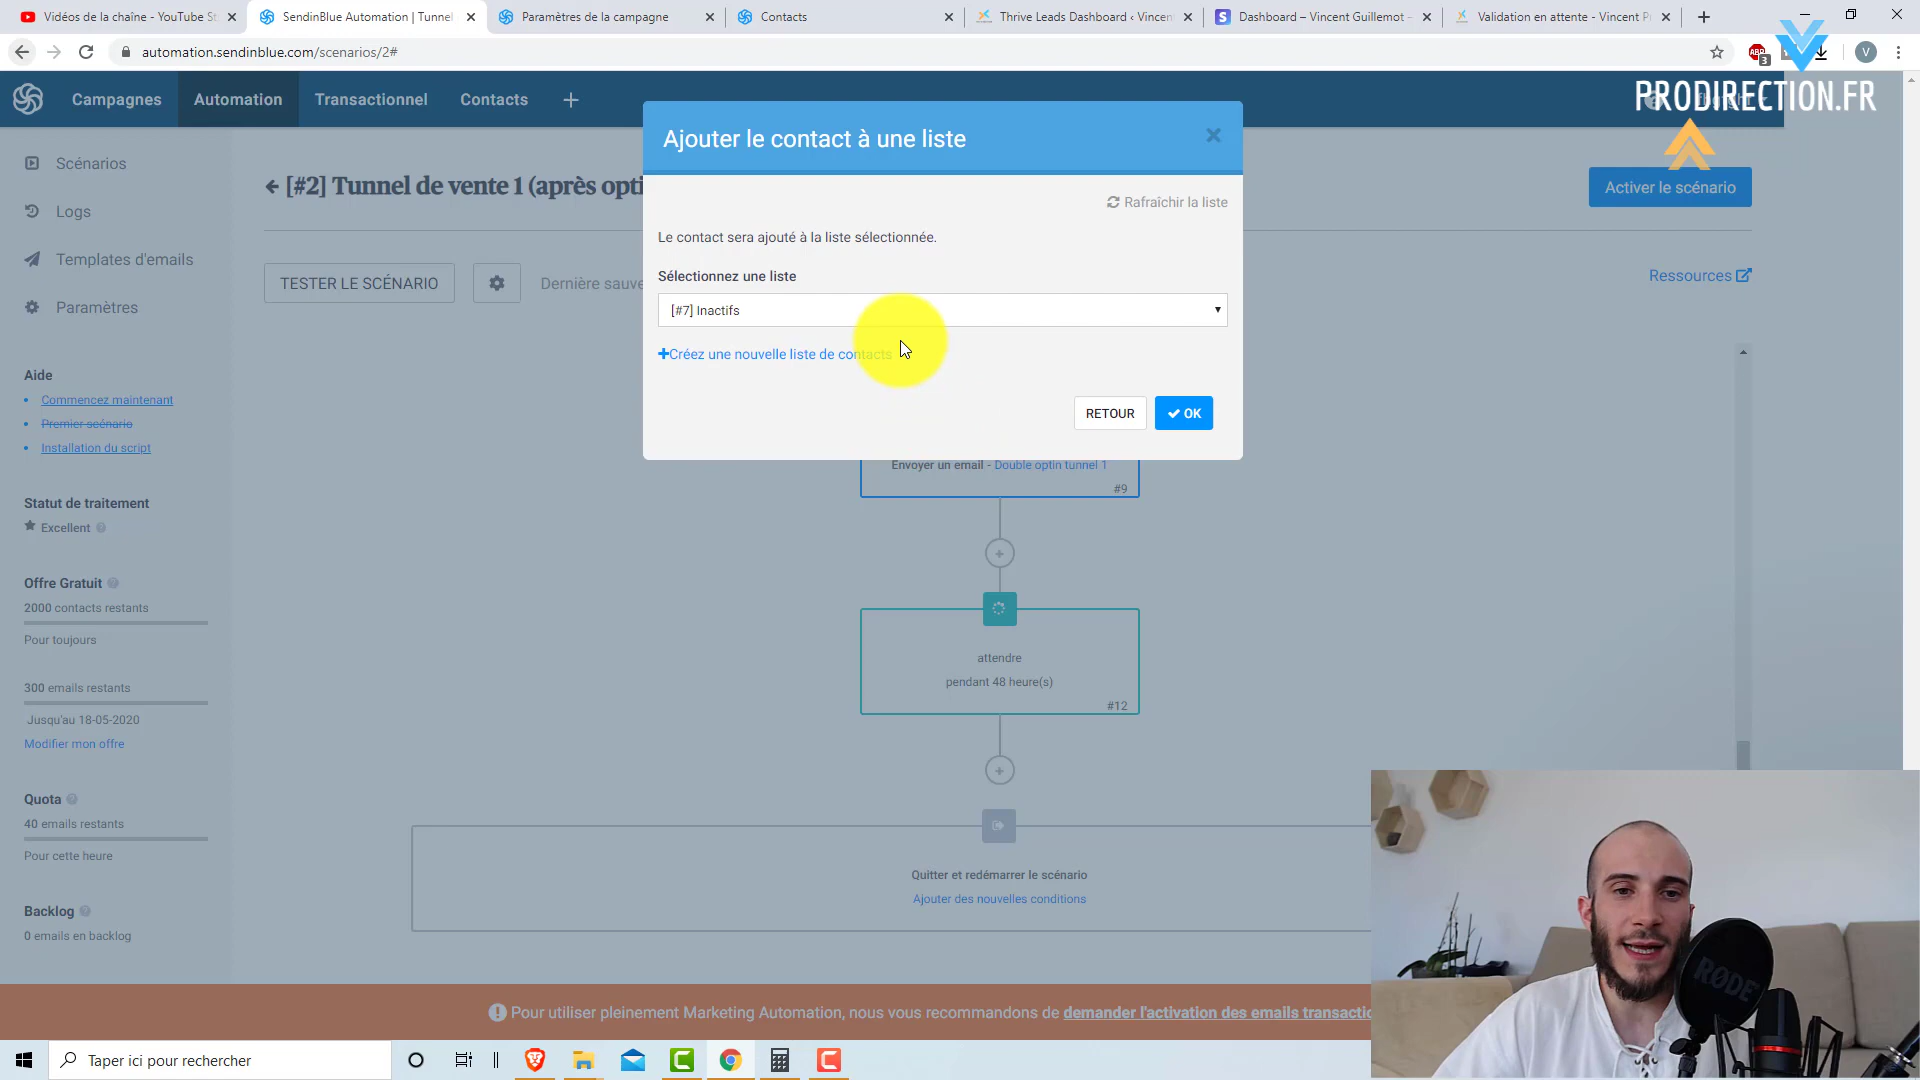 Vidéos de la chaîne - YouTube St
SendinBlue Automation | Tunnel
Paramètres de la campagne
Contacts
Thrive Leads Dashboard ‹ Vincen
Dashboard – Vincent Guillemot –
Validation en attente - Vincent P
automation.sendinblue.com/scenarios/2#
ABP
3
V
PRODIRECTION.FR
Campagnes
Automation
Transactionnel
Contacts
Scénarios
Logs
Templates d'emails
Paramètres
Aide
Commencez maintenant
Premier scénario
Installation du script
Statut de traitement
Excellent
Offre Gratuit
2000 contacts restants
Pour toujours
300 emails restants
Jusqu'au 18-05-2020
Modifier mon offre
Quota
40 emails restants
Pour cette heure
Backlog
0 emails en backlog
[#2] Tunnel de vente 1 (après opti
Activer le scénario
TESTER LE SCÉNARIO
Dernière sauve
Ressources
Ajouter le contact à une liste
Rafraîchir la liste
Le contact sera ajouté à la liste sélectionnée.
Sélectionnez une liste
[#7] Inactifs
Créez une nouvelle liste de contacts
RETOUR
OK
Envoyer un email - Double optin tunnel 1
#9
attendre
pendant 48 heure(s)
#12
Quitter et redémarrer le scénario
Ajouter des nouvelles conditions
Pour utiliser pleinement Marketing Automation, nous vous recommandons de demander l'activation des emails transactio
RØDE
Taper ici pour rechercher